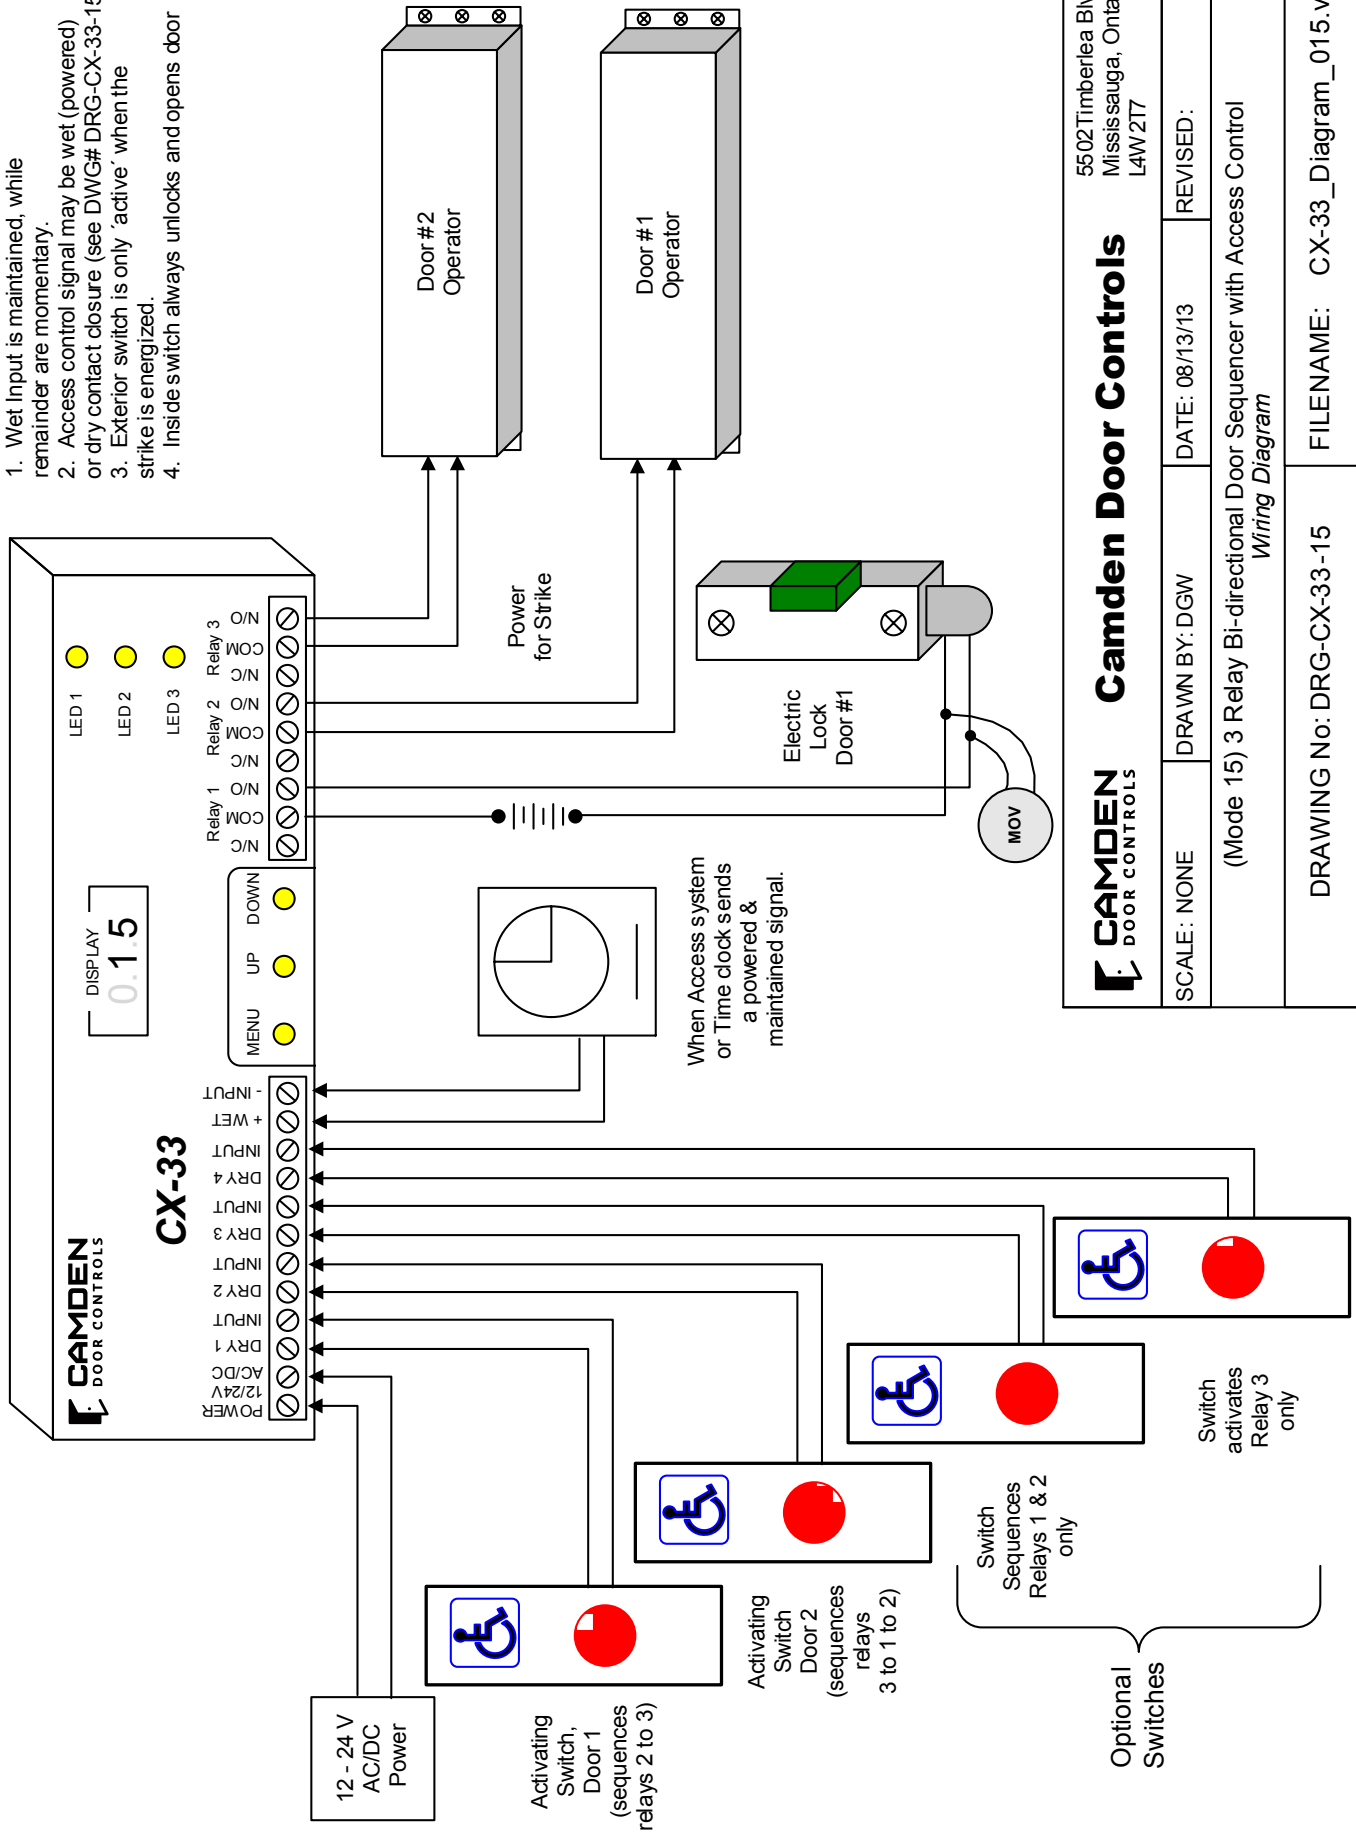 1. Wet Input is maintained, while
remainder are momentary.
2. Access control signal may be wet (powered)
or dry contact closure (see DWG# DRG-CX-33-15
3. Exterior switch is only ´active´ when the
strike is energized.
4. Inside switch always unlocks and opens door
CAMDEN
DOOR CONTROLS
CX-33
DISPLAY
0.1.5
LED 1
LED 2
LED 3
MENU
UP
DOWN
POWER
12/24V
AC/DC
DRY 1
INPUT
DRY 2
INPUT
DRY 3
INPUT
DRY 4
INPUT
+ WET
- INPUT
Relay 1
N/C
COM
N/O
Relay 2
N/C
COM
N/O
Relay 3
N/C
COM
N/O
12 - 24 V
AC/DC
Power
Activating
Switch,
Door 1
(sequences
relays 2 to 3)
Activating
Switch
Door 2
(sequences
relays
3 to 1 to 2)
Switch
Sequences
Relays 1 & 2
only
Switch
activates
Relay 3
only
Optional
Switches
When Access system
or Time clock sends
a powered &
maintained signal.
Power
for Strike
Electric
Lock
Door #1
MOV
Door #2
Operator
Door #1
Operator
CAMDEN
DOOR CONTROLS
Camden Door Controls
5502 Timberlea Blv
Mississauga, Onta
L4W 2T7
SCALE: NONE
DRAWN BY: DGW
DATE: 08/13/13
REVISED:
(Mode 15) 3 Relay Bi-directional Door Sequencer with Access Control
Wiring Diagram
DRAWING No: DRG-CX-33-15
FILENAME: CX-33_Diagram_015.v